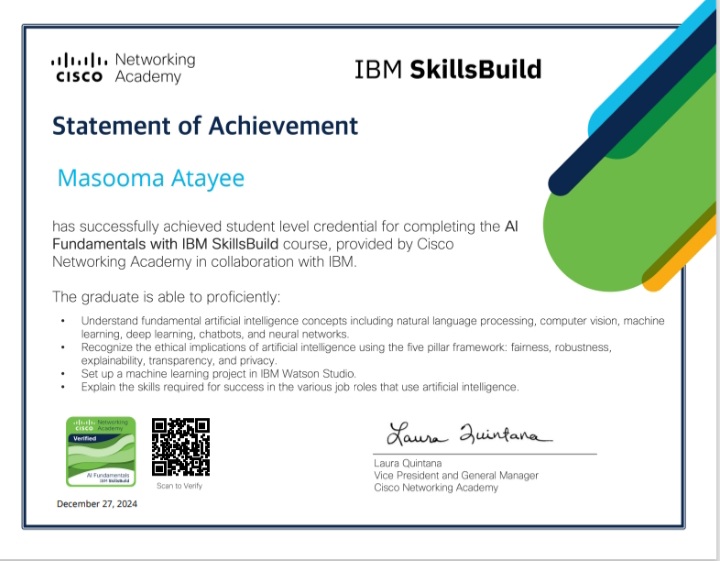 Networking
CISCO Academy
IBM SkillsBuild
Statement of Achievement
Masooma Atayee
has successfully achieved student level credential for completing the AI
Fundamentals with IBM SkillsBuild course, provided by Cisco
Networking Academy in collaboration with IBM.
The graduate is able to proficiently:
• Understand fundamental artificial intelligence concepts including natural language processing, computer vision, machine
learning, deep learning, chatbots, and neural networks.
• Recognize the ethical implications of artificial intelligence using the five pillar framework: fairness, robustness,
explainability, transparency, and privacy.
• Set up a machine learning project in IBM Watson Studio.
• Explain the skills required for success in the various job roles that use artificial intelligence.
Networking
CISCO Academy
Verified
AI Fundamentals
IBM SkillsBuild
Scan to Verify
December 27, 2024
Laura Quintana
Laura Quintana
Vice President and General Manager
Cisco Networking Academy